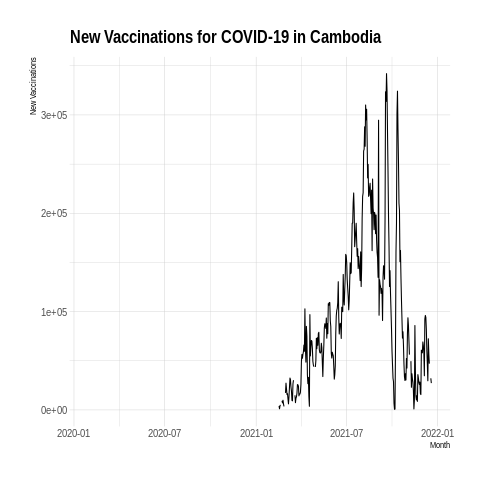 New Vaccinations for COVID-19 in Cambodia
New Vaccinations
3e+05
2e+05
1e+05
0e+00
2020-01 2020-07 2021-01 2021-07 2022-01
Month